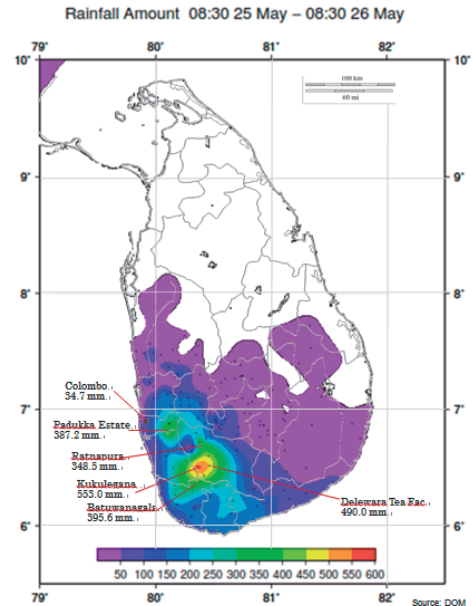 Rainfall Amount 08:30 25 May – 08:30 26 May
79° 80° 81° 82°
10° 10°
100 km
60 mi
9° 9°
8° 8°
7° 7°
Colombo.
34.7 mm.
Padukka Estate.
387.2 mm.
Ratnapura
348.5 mm.
Kukulegana
553.0 mm.
Ratuwanagala
395.6 mm.
Delewara Tea Fac.
490.0 mm.
6° 6°
50 100 150 200 250 300 350 400 450 500 550 600
79° 80° 81° 82°
Source: DOM